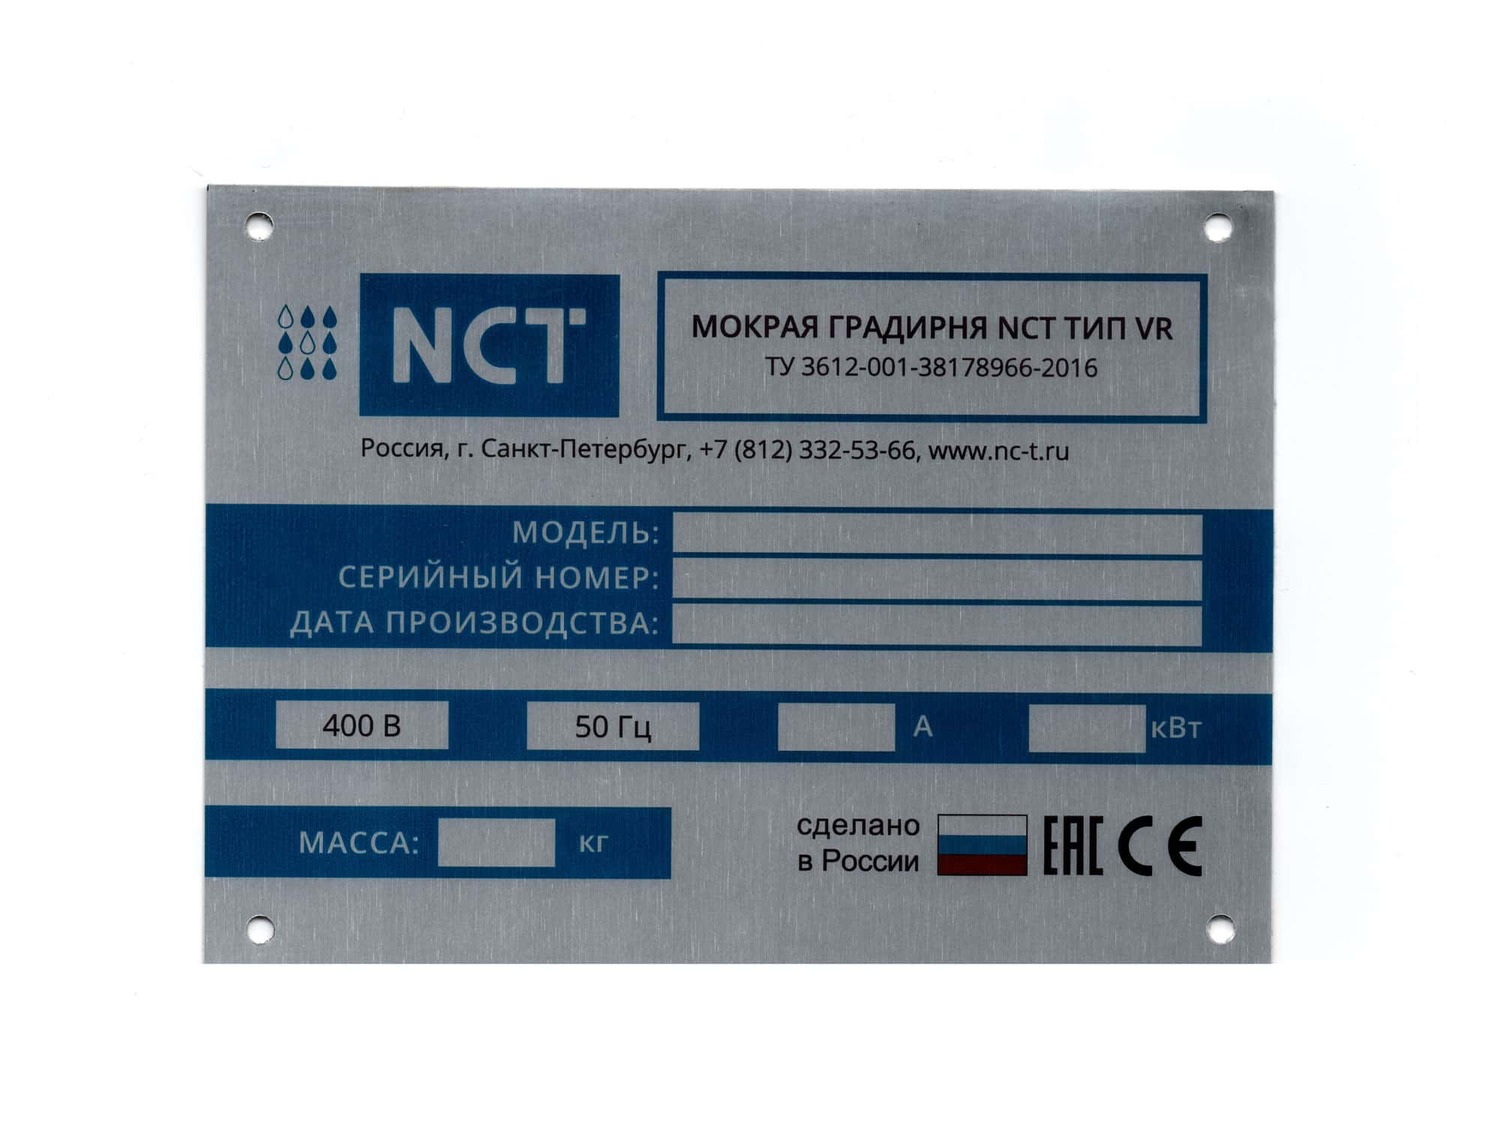 NCT
МОКРАЯ ГРАДИРНЯ NCT ТИП VR
ТУ 3612-001-38178966-2016
Россия, г. Санкт-Петербург, +7 (812) 332-53-66, www.nc-t.ru
МОДЕЛЬ:
СЕРИЙНЫЙ НОМЕР:
ДАТА ПРОИЗВОДСТВА:
400 В 50 Гц А кВт
МАССА: кг
сделано
в России
EAC CE